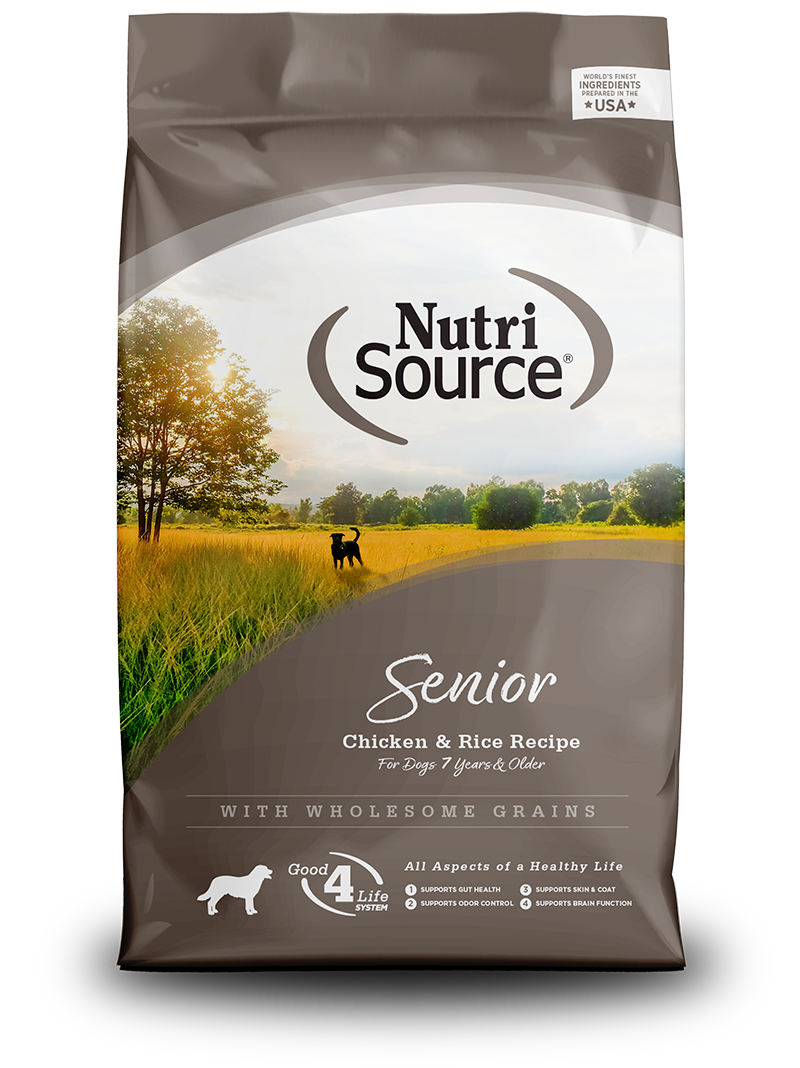 WORLD'S FINEST
INGREDIENTS
PREPARED IN THE
★USA★
Nutri
Source®
Senior
Chicken & Rice Recipe
For Dogs 7 Years & Older
WITH WHOLESOME GRAINS
Good 4 Life
SYSTEM
All Aspects of a Healthy Life
1 SUPPORTS GUT HEALTH
2 SUPPORTS ODOR CONTROL
3 SUPPORTS SKIN & COAT
4 SUPPORTS BRAIN FUNCTION